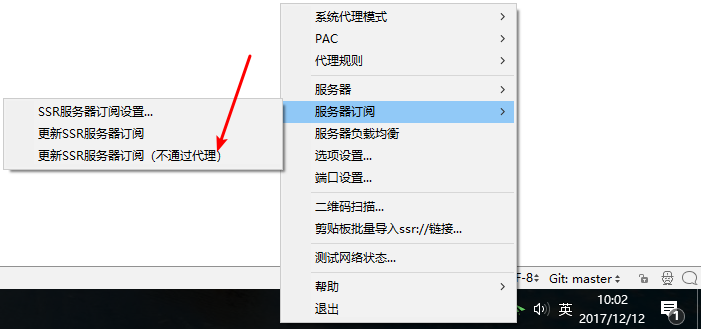 系统代理模式
PAC
代理规则
服务器
服务器订阅
服务器负载均衡
选项设置...
端口设置...
二维码扫描...
剪贴板批量导入ssr://链接...
测试网络状态...
帮助
退出
SSR服务器订阅设置...
更新SSR服务器订阅
更新SSR服务器订阅（不通过代理）
F-8
Git: master
英
10:02
2017/12/12
1